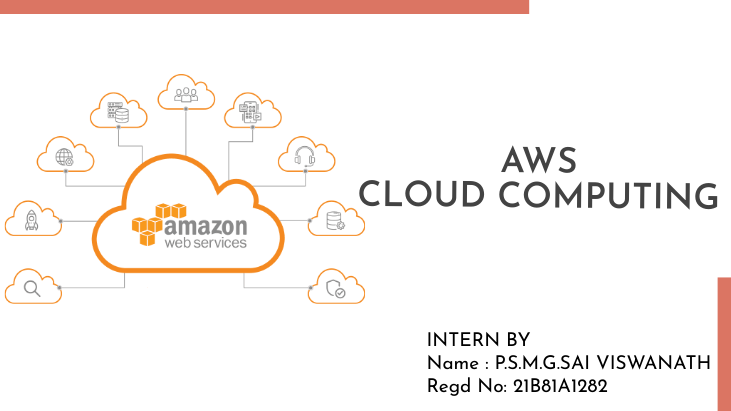 amazon
web services
AWS
CLOUD COMPUTING
INTERN BY
Name : P.S.M.G.SAI VISWANATH
Regd No: 21B81A1282